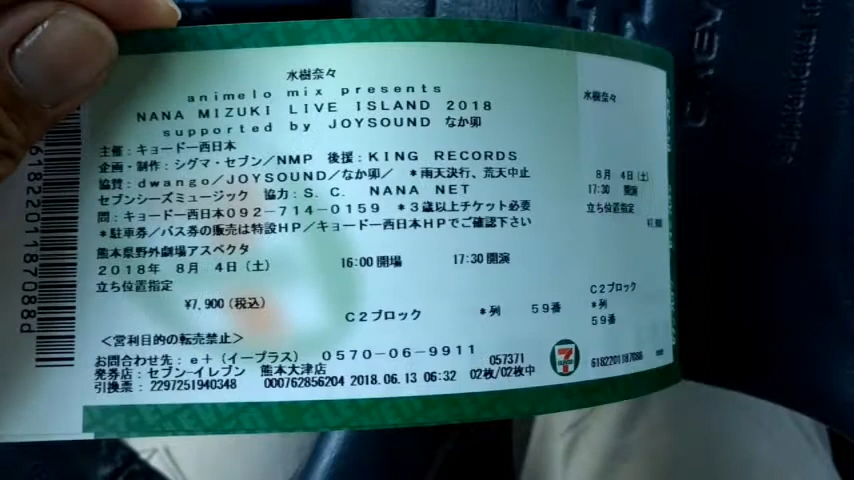 水樹奈々
animelo mix presents
NANA MIZUKI LIVE ISLAND 2018
supported by JOYSOUND なか卯
主催：キョードー西日本
企画・制作：シグマ・セブン／NMP 後援：KING RECORDS
協賛：dwango／JOYSOUND／なか卯／ ＊雨天決行、荒天中止
セブンシーズミュージック 協力：S．C． NANA NET
問：キョードー西日本092－714－0159 ＊3歳以上チケット必要
＊駐車券／バス券の販売は特設HP／キョードー西日本HPでご確認下さい
熊本県野外劇場アスペクタ
2018年 8月 4日（土） 16:00開場 17:30開演
立ち位置指定
¥7,900（税込）
C2ブロック ＊列 59番
＜営利目的の転売禁止＞
お問合わせ先：e＋（イープラス） 0570－06－9911
発券店：セブン-イレブン 熊本大津店 057371
引換票：2297251940348 000762856204 2018.06.13 06:32 02枚/02枚中
水樹奈々
8月 4日（土）
17:30 開演
立ち位置指定
C2ブロック
＊列
59番
6182201187088
6182201187088d